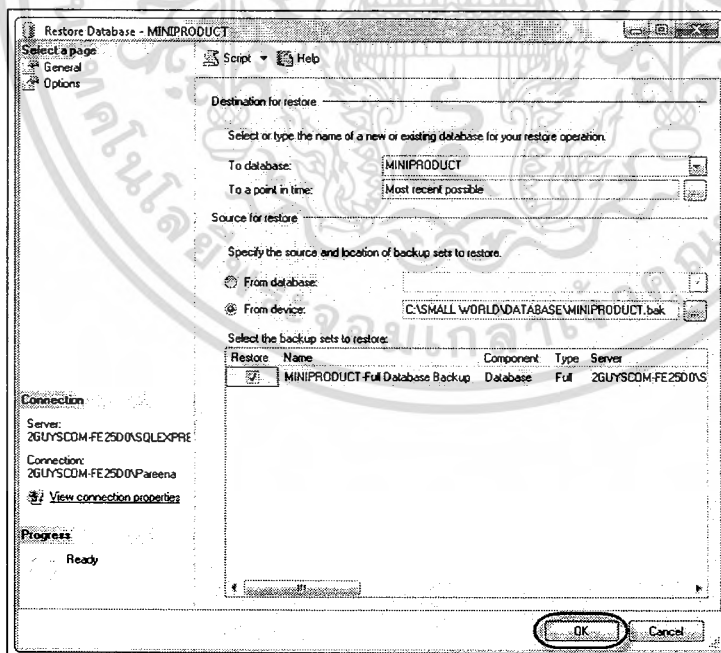 Restore Database - MINIPRODUCT
Select a page
General
Options
Script
Help
Destination for restore
Select or type the name of a new or existing database for your restore operation.
To database:
MINIPRODUCT
To a point in time:
Most recent possible
...
Source for restore
Specify the source and location of backup sets to restore.
From database:
From device:
C:\SMALL WORLD\DATABASE\MINIPRODUCT.bak
...
Select the backup sets to restore:
Restore Name Component Type Server
MINIPRODUCT-Full Database Backup Database Full 2GUYSCOM-FE25D0\S
Connection
Server:
2GUYSCOM-FE25D0\SQLEXPRE
Connection:
2GUYSCOM-FE25D0\Pareena
View connection properties
Progress
Ready
OK
Cancel